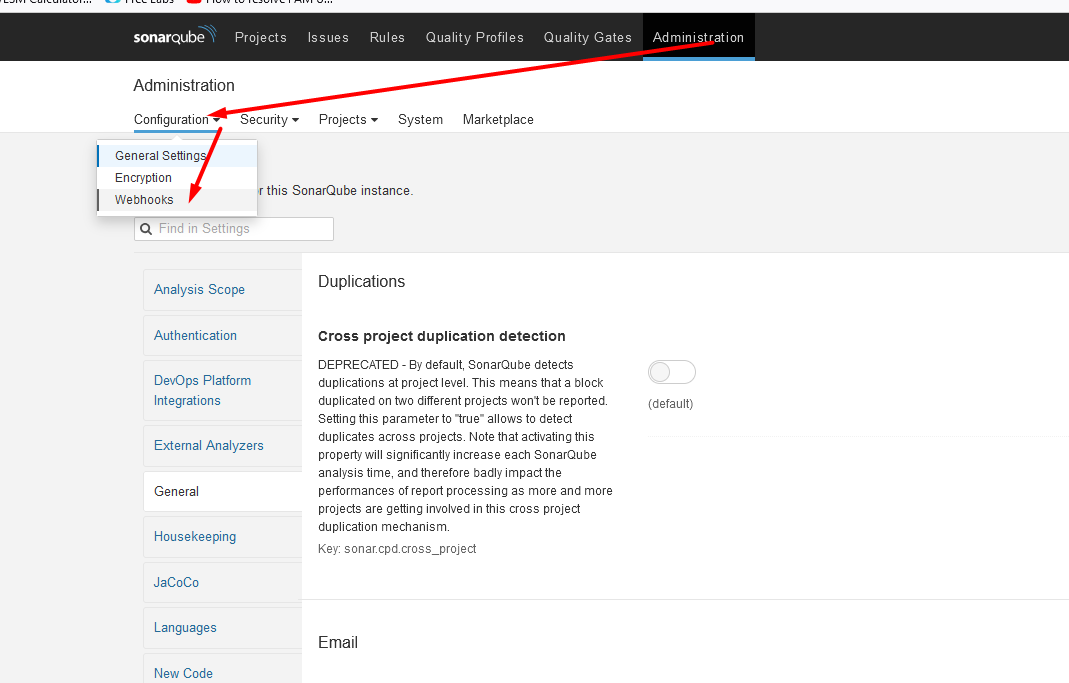 Free Labs
How to resolve
sonarqube Projects Issues Rules Quality Profiles Quality Gates Administration
Administration
Configuration Security Projects System Marketplace
General Settings
Encryption
Webhooks
r this SonarQube instance.
Find in Settings
Analysis Scope
Authentication
DevOps Platform
Integrations
External Analyzers
General
Housekeeping
JaCoCo
Languages
New Code
Duplications
Cross project duplication detection
DEPRECATED - By default, SonarQube detects
duplications at project level. This means that a block
duplicated on two different projects won't be reported.
Setting this parameter to "true" allows to detect
duplicates across projects. Note that activating this
property will significantly increase each SonarQube
analysis time, and therefore badly impact the
performances of report processing as more and more
projects are getting involved in this cross project
duplication mechanism.
Key: sonar.cpd.cross_project
(default)
Email